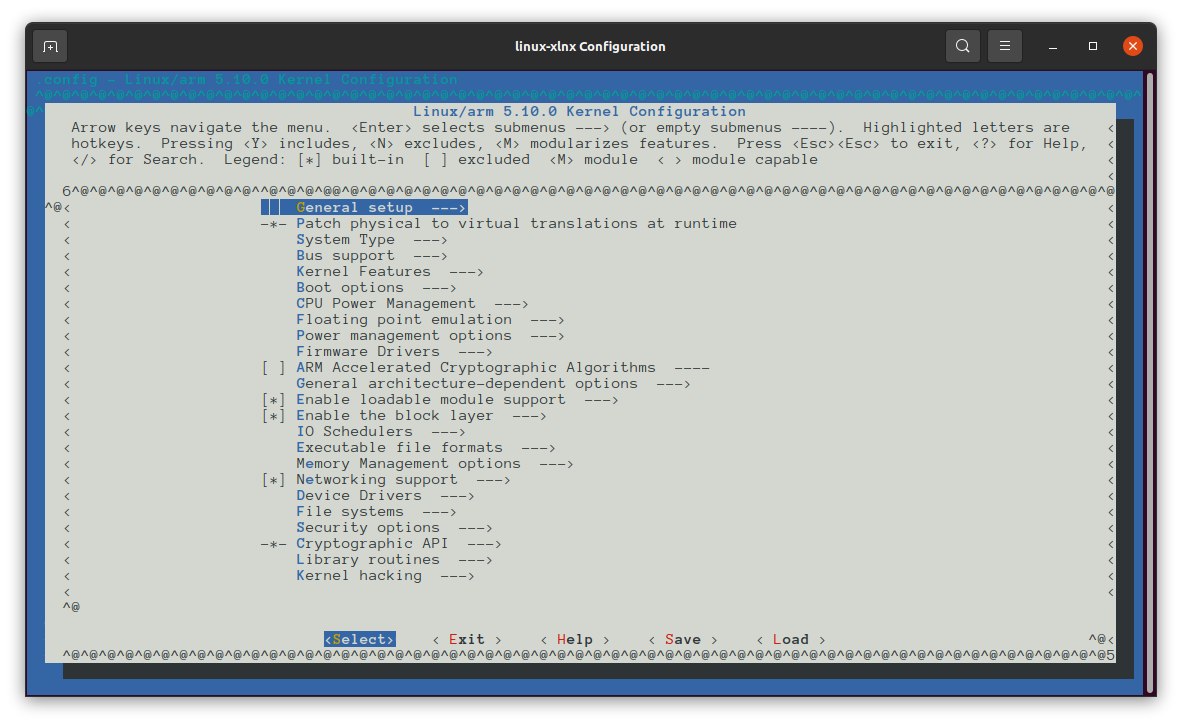 linux-xlnx Configuration
.config - Linux/arm 5.10.0 Kernel Configuration
^@^@^@^@^@^@^@^@^@^@^@^@^@^@^@^@^@^@^@^@^@^@^@^@^@^@^@^@^@^@^@^@^@^@^@^@^@^@^@^@^@^@^@^@^@^@^@^@^@^@^@^@^@^@^@^@^@^@^@^@^@^
@^ Linux/arm 5.10.0 Kernel Configuration
Arrow keys navigate the menu. <Enter> selects submenus ---> (or empty submenus ----). Highlighted letters are <
hotkeys. Pressing <Y> includes, <N> excludes, <M> modularizes features. Press <Esc><Esc> to exit, <?> for Help, <
</> for Search. Legend: [*] built-in [ ] excluded <M> module < > module capable <
<
6^@^@^@^@^@^@^@^@^@^@^^@^@^@^@@^@^@^@^@^@^@^@^@^@^@^@^@^@^@^@^@^@^@^@^@^@^@^@^@^@^@^@^@^@^@^@^@^@^@^@^@^@^@^@^@^@^@^@
^@< General setup ---> <
< -*- Patch physical to virtual translations at runtime <
< System Type ---> <
< Bus support ---> <
< Kernel Features ---> <
< Boot options ---> <
< CPU Power Management ---> <
< Floating point emulation ---> <
< Power management options ---> <
< Firmware Drivers ---> <
< [ ] ARM Accelerated Cryptographic Algorithms ---- <
< General architecture-dependent options ---> <
< [*] Enable loadable module support ---> <
< [*] Enable the block layer ---> <
< IO Schedulers ---> <
< Executable file formats ---> <
< Memory Management options ---> <
< [*] Networking support ---> <
< Device Drivers ---> <
< File systems ---> <
< Security options ---> <
< -*- Cryptographic API ---> <
< Library routines ---> <
< Kernel hacking ---> <
< <
^@
<Select> < Exit > < Help > < Save > < Load > ^@<
^@^@^@^@^@^@^@^@^@^@^@^@^@^@^@@^@^@^@^@^@^@^@^@^@^@^@^@^@^@^@^@^@^@^@^@^@^@^@^@^@^@^@^@^@^@^@^@^@^@^@^@^@^@^@^@^@^@5